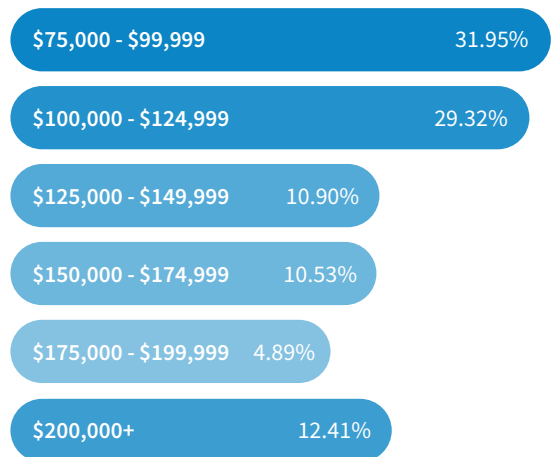 $75,000 - $99,999 31.95%
$100,000 - $124,999 29.32%
$125,000 - $149,999 10.90%
$150,000 - $174,999 10.53%
$175,000 - $199,999 4.89%
$200,000+ 12.41%